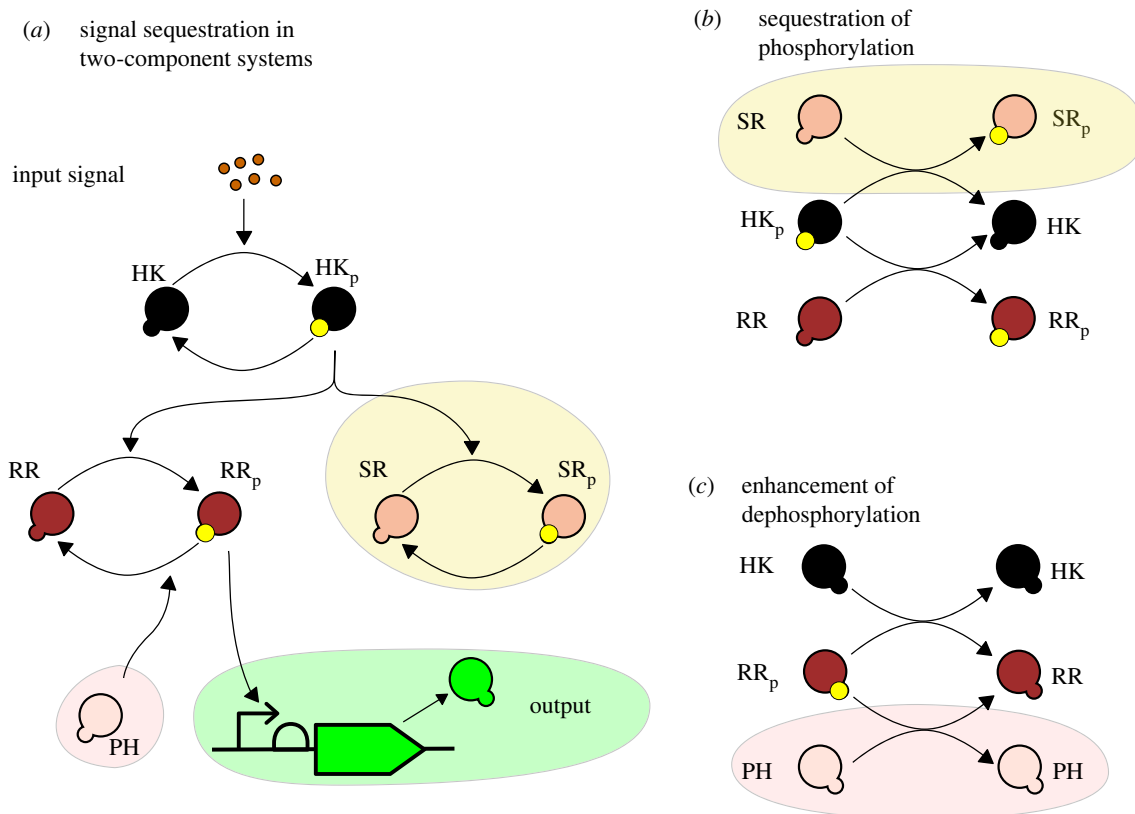 (a) signal sequestration in
two-component systems
input signal
HK
HKp
RR
RRp
SR
SRp
PH
output
(b) sequestration of
phosphorylation
SR
SRp
HKp
HK
RR
RRp
(c) enhancement of
dephosphorylation
HK
HK
RRp
RR
PH
PH